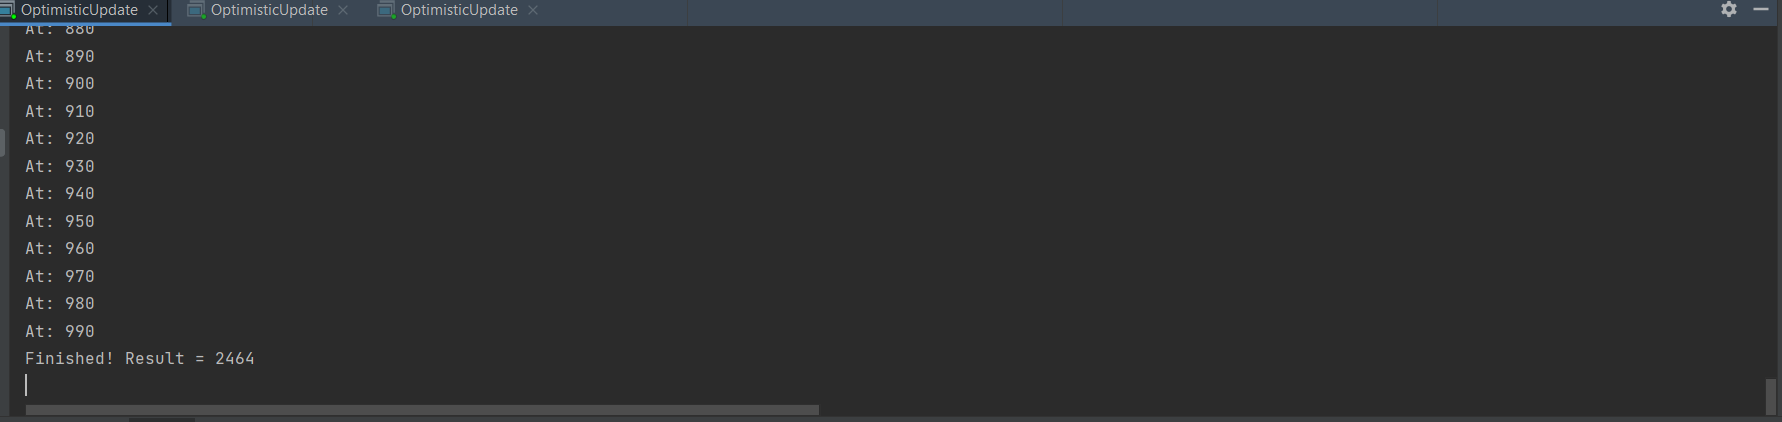 OptimisticUpdate OptimisticUpdate OptimisticUpdate
At: 880
At: 890
At: 900
At: 910
At: 920
At: 930
At: 940
At: 950
At: 960
At: 970
At: 980
At: 990
Finished! Result = 2464